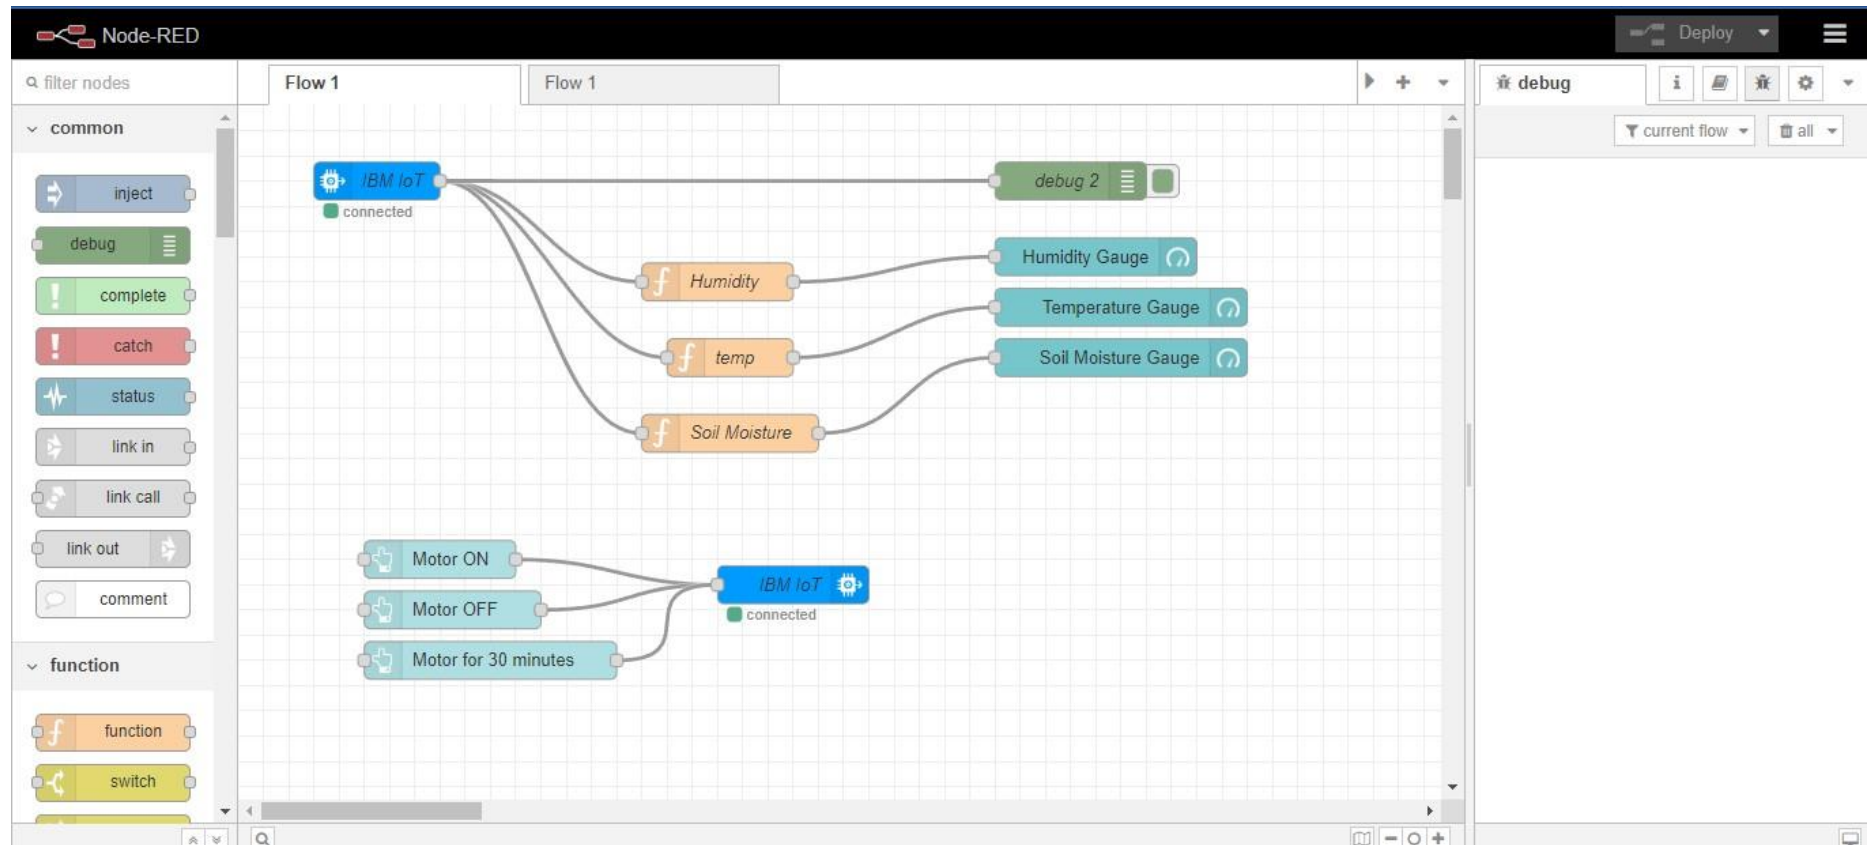 Node-RED
Deploy
filter nodes
Flow 1
Flow 1
debug
i
common
current flow
all
inject
debug
complete
catch
status
link in
link call
link out
comment
function
function
switch
IBM IoT
connected
debug 2
Humidity
Humidity Gauge
temp
Temperature Gauge
Soil Moisture
Soil Moisture Gauge
Motor ON
Motor OFF
Motor for 30 minutes
IBM IoT
connected